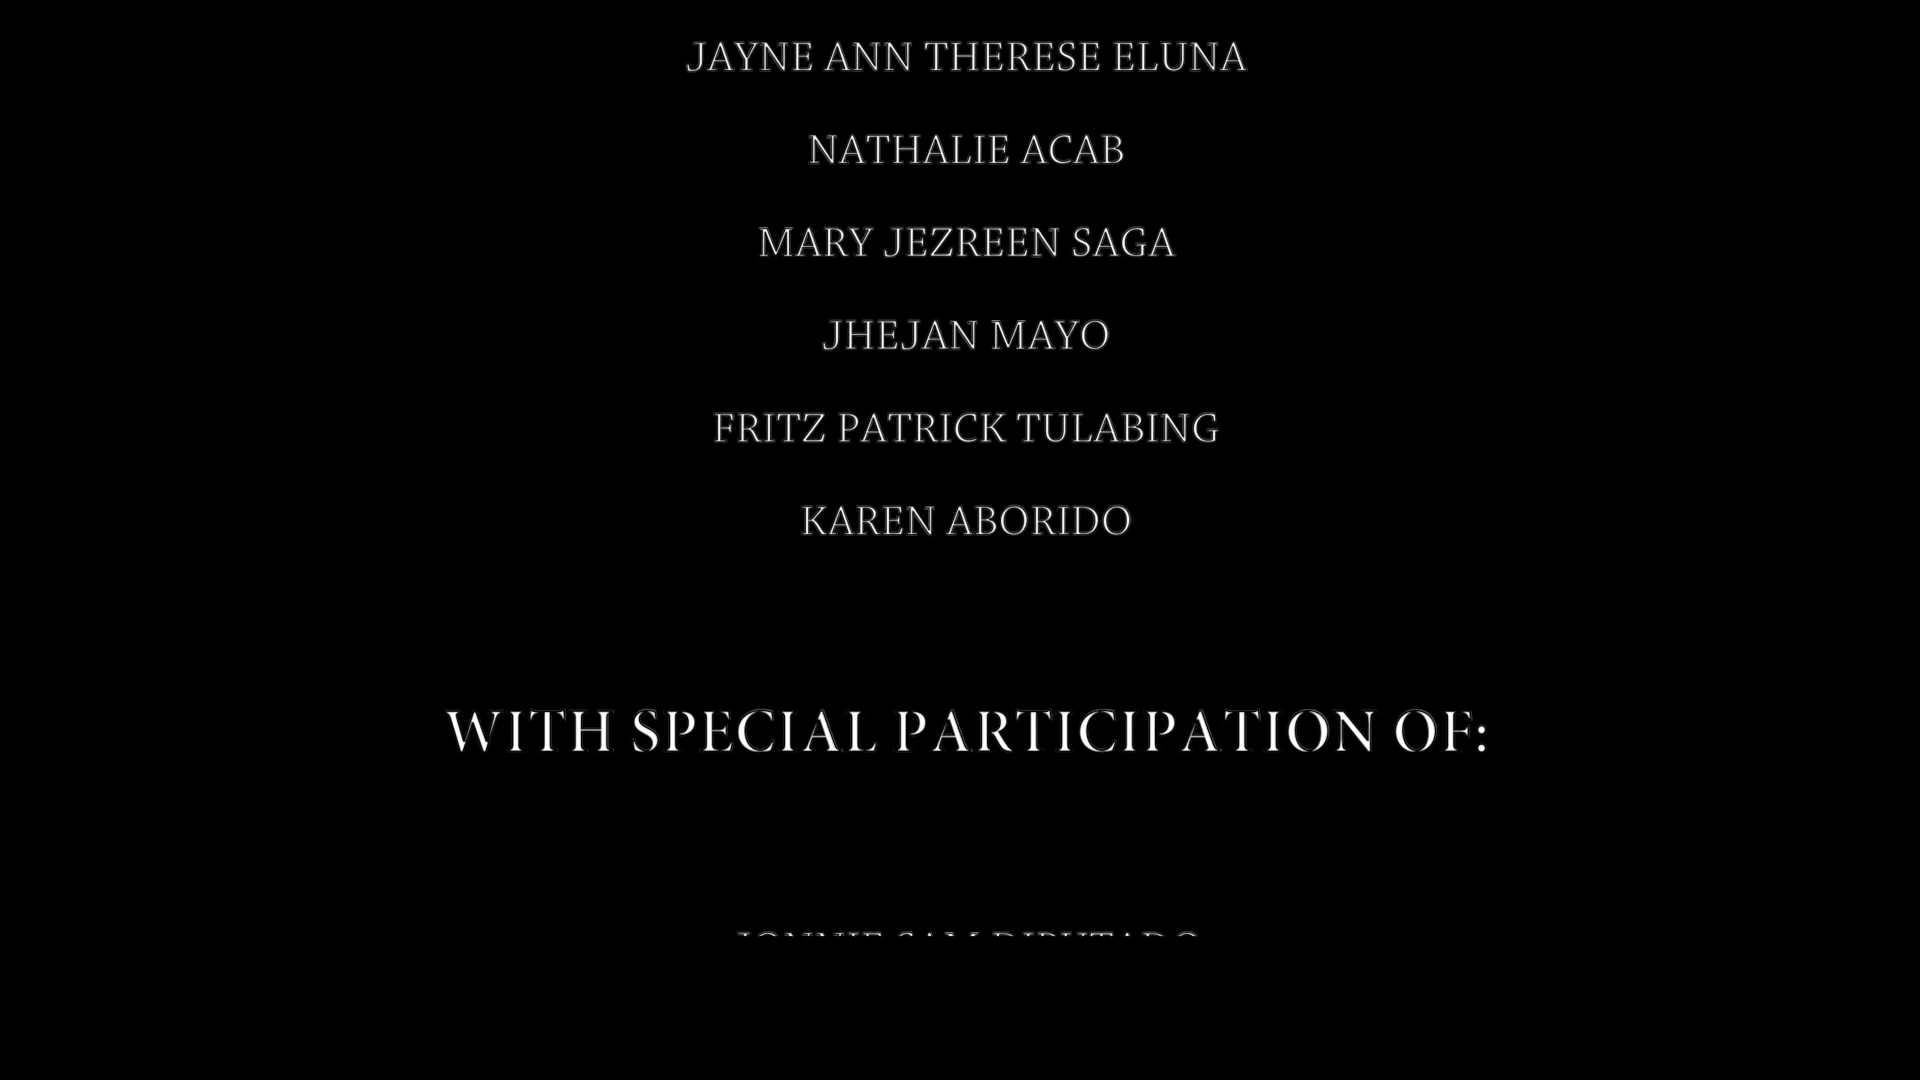 JAYNE ANN THERESE ELUNA
NATHALIE ACAB
MARY JEZREEN SAGA
JHEJAN MAYO
FRITZ PATRICK TULABING
KAREN ABORIDO
WITH SPECIAL PARTICIPATION OF: